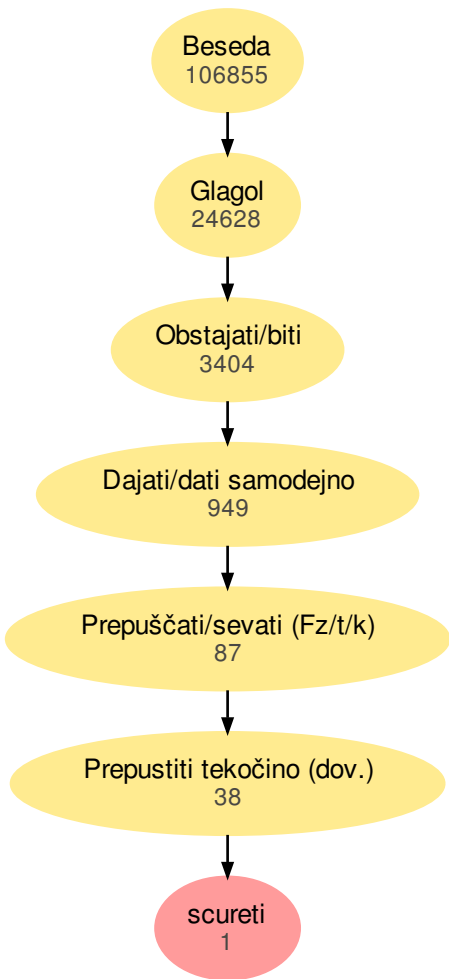 Beseda
106855
Glagol
24628
Obstajati/biti
3404
Dajati/dati samodejno
949
Prepuščati/sevati (Fz/t/k)
87
Prepustiti tekočino (dov.)
38
scureti
1